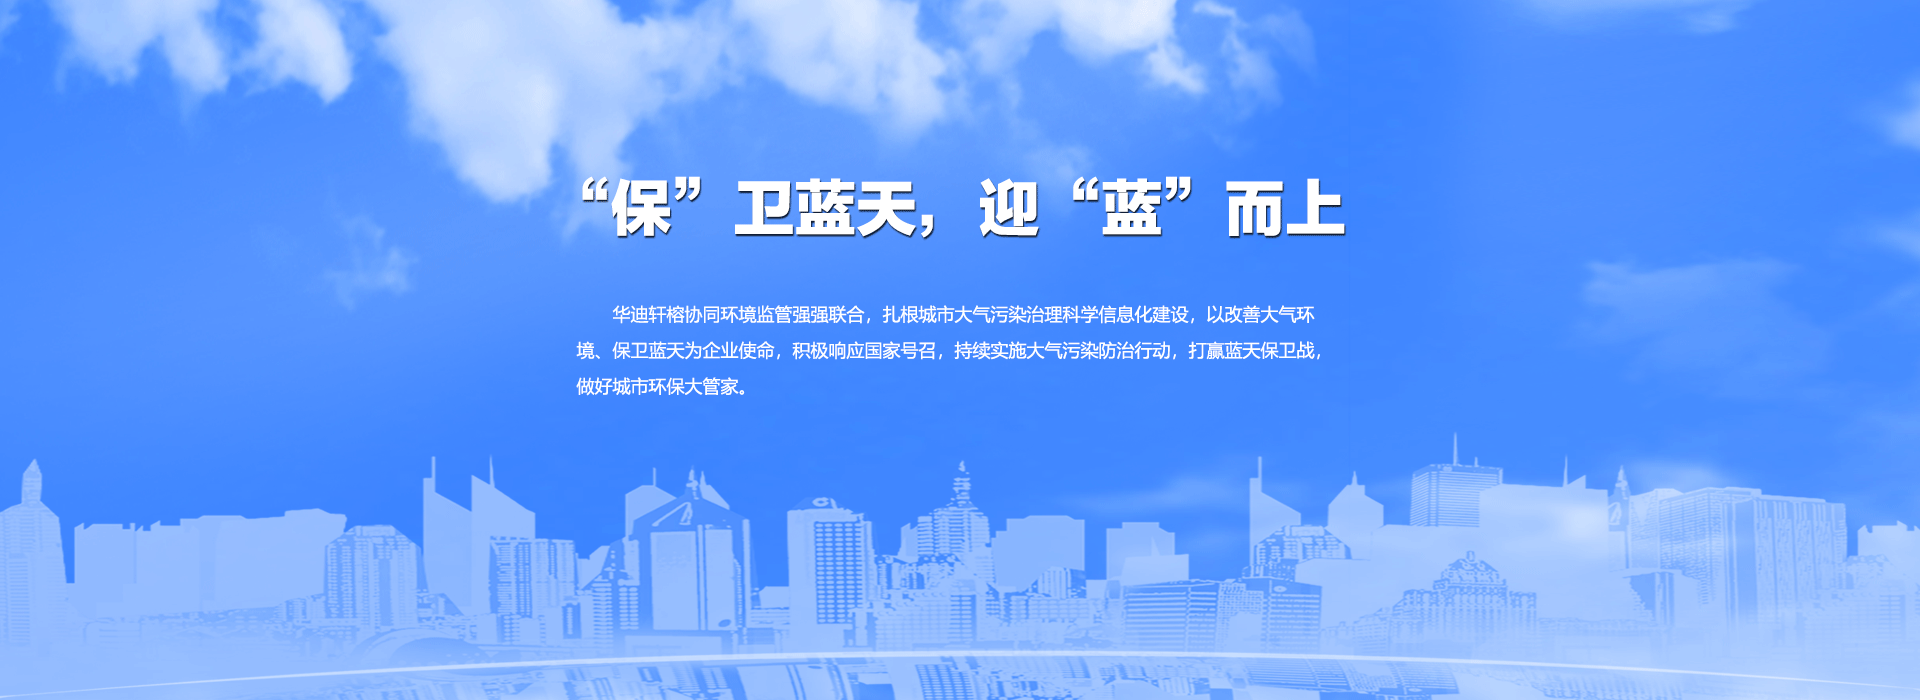 “保”卫蓝天，迎“蓝”而上
华迪轩榕协同环境监管强强联合，扎根城市大气污染治理科学信息化建设，以改善大气环
境、保卫蓝天为企业使命，积极响应国家号召，持续实施大气污染防治行动，打赢蓝天保卫战，
做好城市环保大管家。